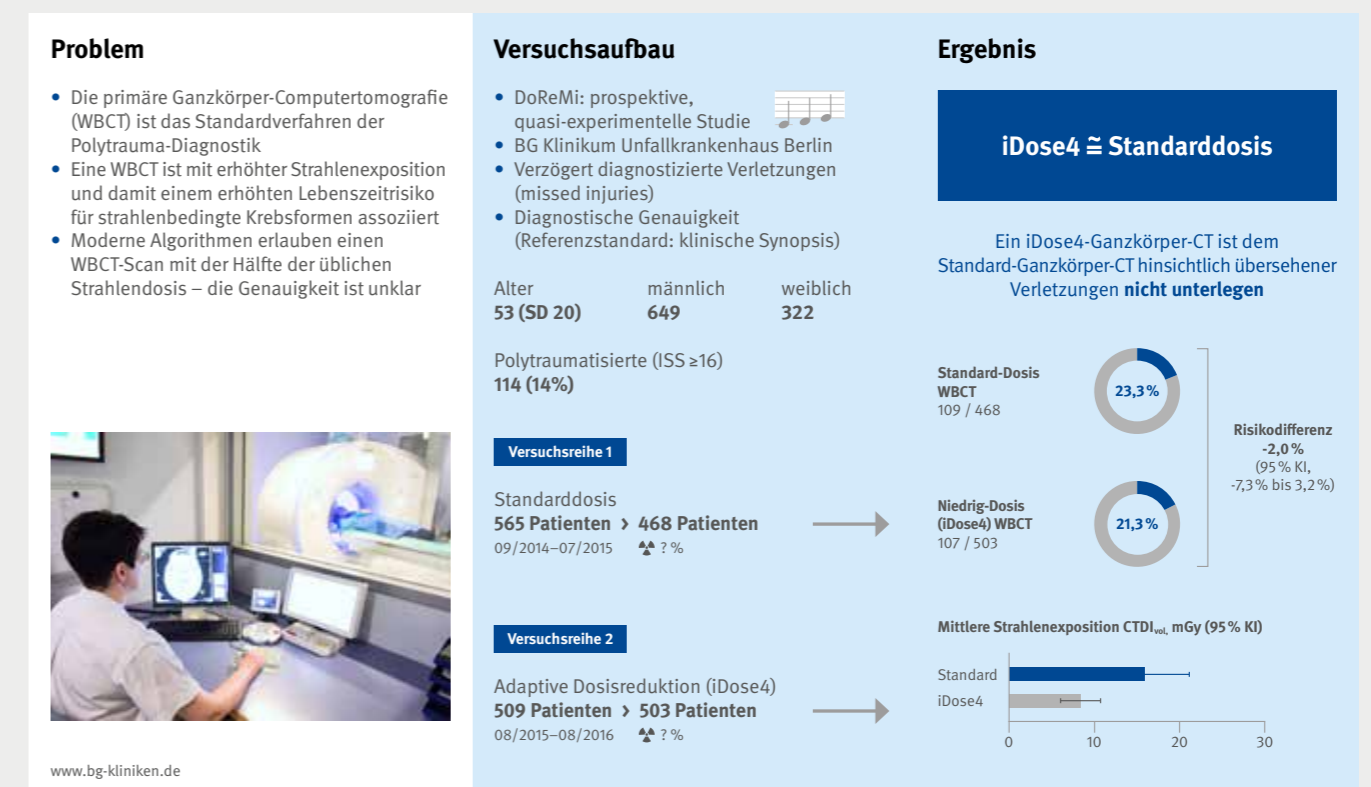 Problem
• Die primäre Ganzkörper-Computertomografie
(WBCT) ist das Standardverfahren der
Polytrauma-Diagnostik
• Eine WBCT ist mit erhöhter Strahlenexposition
und damit einem erhöhten Lebenszeitrisiko
für strahlenbedingte Krebsformen assoziiert
• Moderne Algorithmen erlauben einen
WBCT-Scan mit der Hälfte der üblichen
Strahlendosis – die Genauigkeit ist unklar
www.bg-kliniken.de
Versuchsaufbau
• DoReMi: prospektive,
quasi-experimentelle Studie
• BG Klinikum Unfallkrankenhaus Berlin
• Verzögert diagnostizierte Verletzungen
(missed injuries)
• Diagnostische Genauigkeit
(Referenzstandard: klinische Synopsis)
Alter männlich weiblich
53 (SD 20) 649 322
Polytraumatisierte (ISS ≥16)
114 (14%)
Versuchsreihe 1
Standarddosis
565 Patienten › 468 Patienten
09/2014–07/2015 ☢ ? %
Versuchsreihe 2
Adaptive Dosisreduktion (iDose4)
509 Patienten › 503 Patienten
08/2015–08/2016 ☢ ? %
Ergebnis
iDose4 ≅ Standarddosis
Ein iDose4-Ganzkörper-CT ist dem
Standard-Ganzkörper-CT hinsichtlich übersehener
Verletzungen nicht unterlegen
Standard-Dosis
WBCT
109 / 468
23,3 %
Niedrig-Dosis
(iDose4) WBCT
107 / 503
21,3 %
Risikodifferenz
-2,0 %
(95 % KI,
-7,3 % bis 3,2 %)
Mittlere Strahlenexposition CTDIvol, mGy (95 % KI)
Standard
iDose4
0 10 20 30